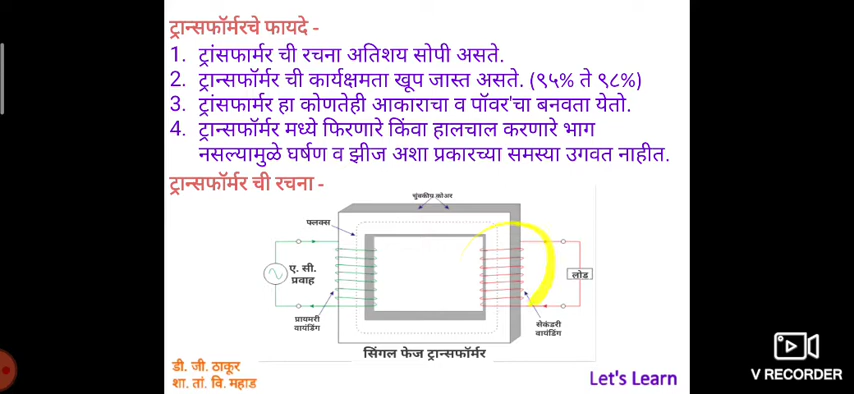 ट्रान्सफॉर्मरचे फायदे -
1. ट्रांसफार्मर ची रचना अतिशय सोपी असते.
2. ट्रान्सफॉर्मर ची कार्यक्षमता खूप जास्त असते. (९५% ते ९८%)
3. ट्रांसफार्मर हा कोणतेही आकाराचा व पॉवर'चा बनवता येतो.
4. ट्रान्सफॉर्मर मध्ये फिरणारे किंवा हालचाल करणारे भाग
नसल्यामुळे घर्षण व झीज अशा प्रकारच्या समस्या उगवत नाहीत.
ट्रान्सफॉर्मर ची रचना -
चुंबकीय कोअर
फ्लक्स
ए. सी.
प्रवाह
लोड
प्रायमरी
वायंडिंग
सेकंडरी
वायंडिंग
सिंगल फेज ट्रान्सफॉर्मर
डी. जी. ठाकूर
शा. तां. वि. महाड
Let's Learn
V RECORDER